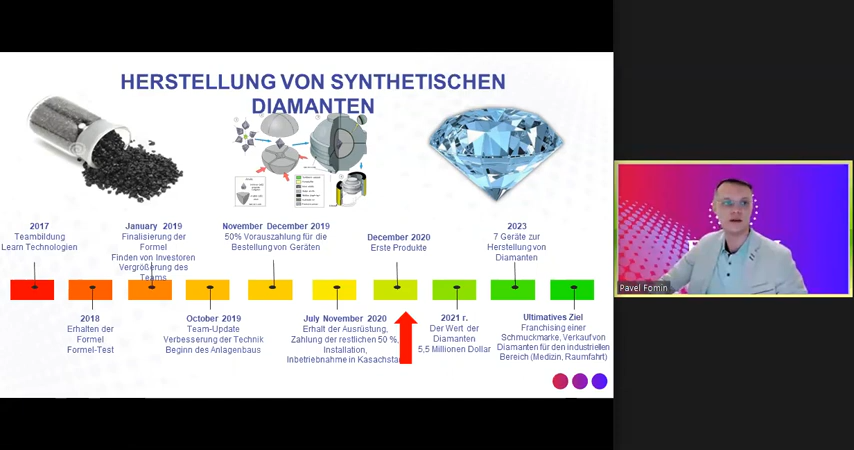 HERSTELLUNG VON SYNTHETISCHEN
DIAMANTEN
2017
Teambildung
Learn Technologien
January 2019
Finalisierung der
Formel
Finden von Investoren
Vergrößerung des
Teams
November December 2019
50% Vorauszahlung für die
Bestellung von Geräten
December 2020
Erste Produkte
2023
7 Geräte zur
Herstellung von
Diamanten
2018
Erhalten der
Formel
Formel-Test
October 2019
Team-Update
Verbesserung der Technik
Beginn des Anlagenbaus
July November 2020
Erhalt der Ausrüstung,
Zahlung der restlichen 50 %,
Installation,
Inbetriebnahme in Kasachsta
2021 г.
Der Wert der
Diamanten
5,5 Millionen Dollar
Ultimatives Ziel
Franchising einer
Schmuckmarke, Verkauf von
Diamanten für den industriellen
Bereich (Medizin, Raumfahrt)
Pavel Fomin